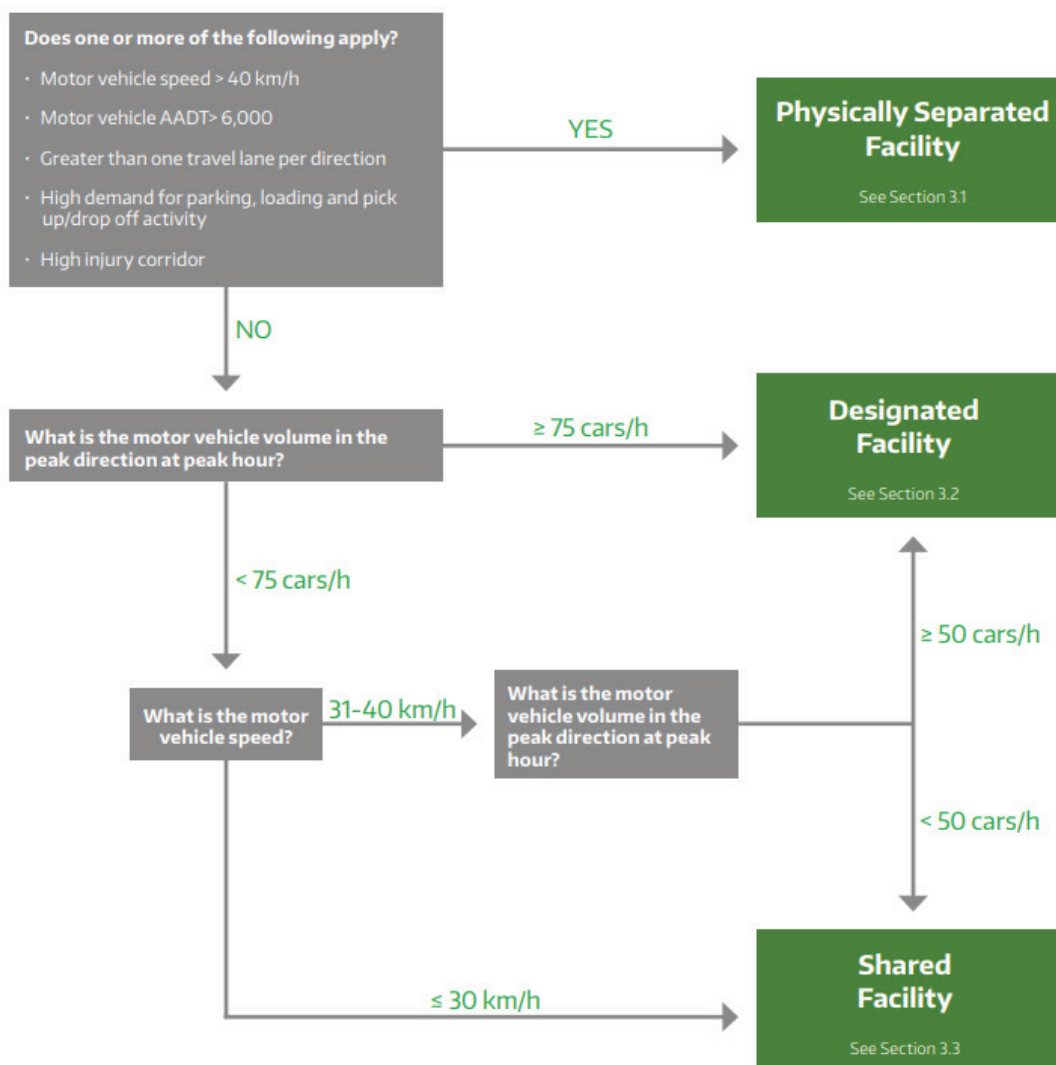 Does one or more of the following apply?
· Motor vehicle speed > 40 km/h
· Motor vehicle AADT> 6,000
· Greater than one travel lane per direction
· High demand for parking, loading and pick
up/drop off activity
· High injury corridor
YES
Physically Separated
Facility
See Section 3.1
NO
What is the motor vehicle volume in the
peak direction at peak hour?
≥ 75 cars/h
Designated
Facility
See Section 3.2
< 75 cars/h
≥ 50 cars/h
What is the motor
vehicle speed?
31-40 km/h
What is the motor
vehicle volume in the
peak direction at peak
hour?
< 50 cars/h
≤ 30 km/h
Shared
Facility
See Section 3.3